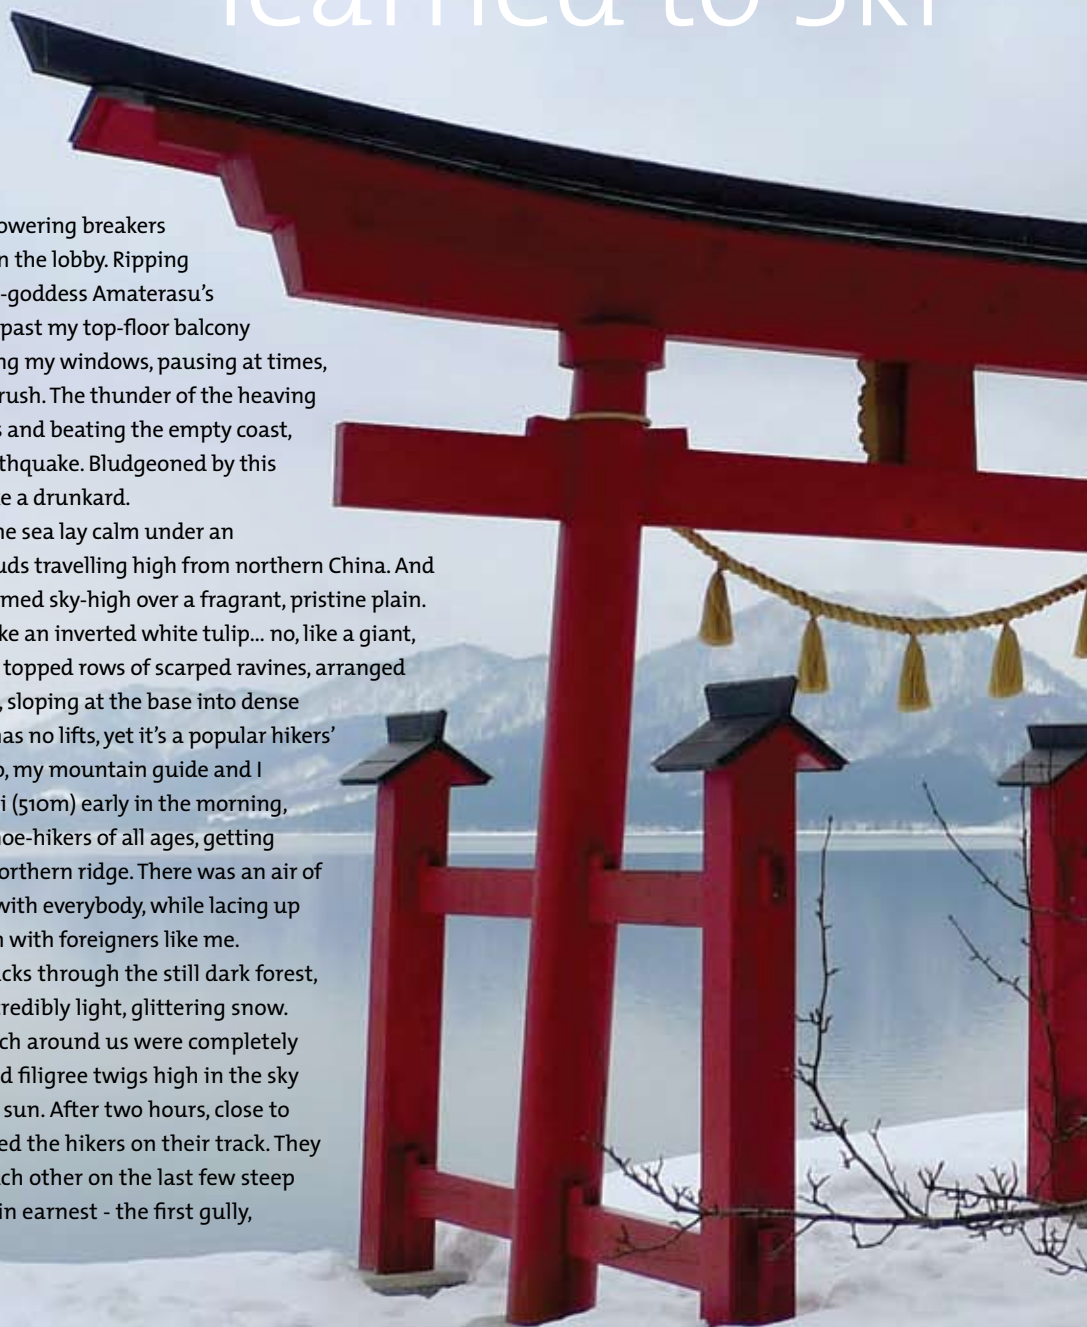 learned to ski
owering breakers
n the lobby. Ripping
-goddess Amaterasu’s
past my top-floor balcony
ng my windows, pausing at times,
rush. The thunder of the heaving
s and beating the empty coast,
thquake. Bludgeoned by this
e a drunkard.
ne sea lay calm under an
uds travelling high from northern China. And
med sky-high over a fragrant, pristine plain.
ke an inverted white tulip... no, like a giant,
topped rows of scarped ravines, arranged
, sloping at the base into dense
has no lifts, yet it’s a popular hikers’
o, my mountain guide and I
i (510m) early in the morning,
hoe-hikers of all ages, getting
orthern ridge. There was an air of
with everybody, while lacing up
n with foreigners like me.
cks through the still dark forest,
credibly light, glittering snow.
ch around us were completely
d filigree twigs high in the sky
sun. After two hours, close to
ed the hikers on their track. They
ch other on the last few steep
in earnest - the first gully,